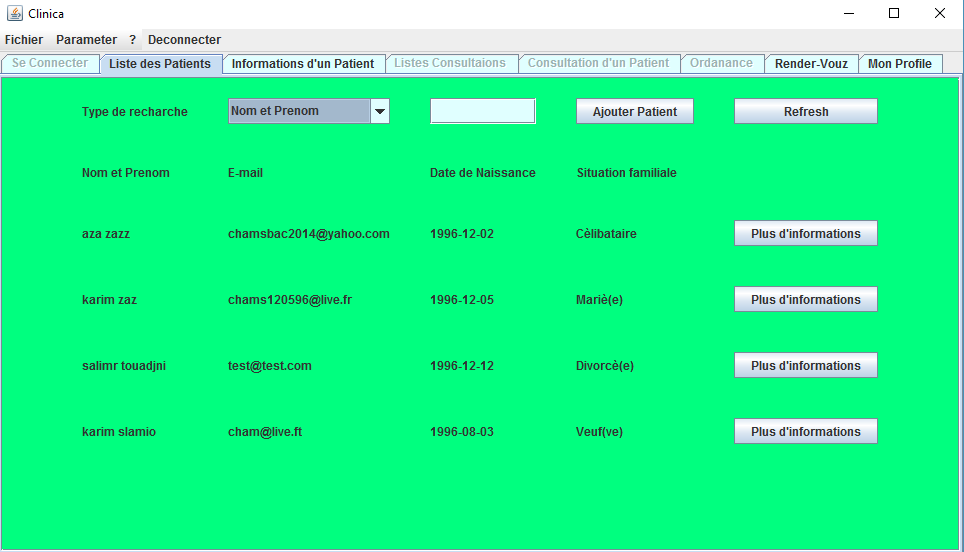 Clinica
Fichier Parameter ? Deconnecter
Se Connecter Liste des Patients Informations d'un Patient Listes Consultaions Consultation d'un Patient Ordanance Render-Vouz Mon Profile
Type de recharche Nom et Prenom Ajouter Patient Refresh
Nom et Prenom E-mail Date de Naissance Situation familiale
aza zazz chamsbac2014@yahoo.com 1996-12-02 Cèlibataire Plus d'informations
karim zaz chams120596@live.fr 1996-12-05 Mariè(e) Plus d'informations
salimr touadjni test@test.com 1996-12-12 Divorcè(e) Plus d'informations
karim slamio cham@live.ft 1996-08-03 Veuf(ve) Plus d'informations